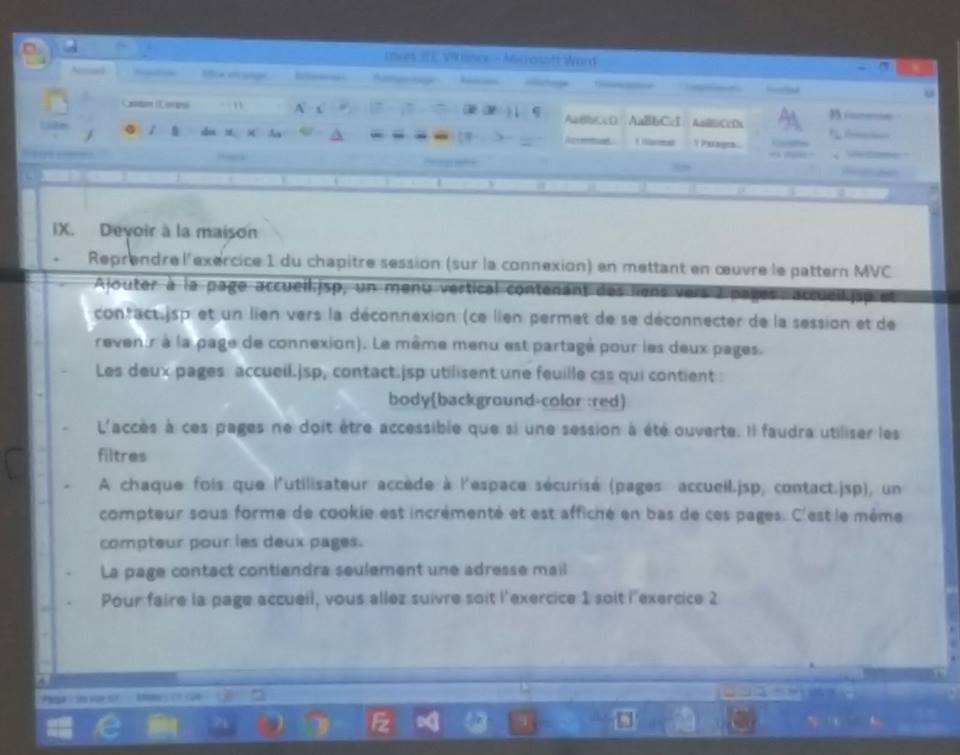 Microsoft Word
AaBbCcI
IX. Devoir à la maison
- Reprendre l'exercice 1 du chapitre session (sur la connexion) en mettant en œuvre le pattern MVC
- Ajouter à la page accueil.jsp, un menu vertical contenant des liens vers 2 pages : accueil.jsp et
contact.jsp et un lien vers la déconnexion (ce lien permet de se déconnecter de la session et de
revenir à la page de connexion). Le même menu est partagé pour les deux pages.
- Les deux pages accueil.jsp, contact.jsp utilisent une feuille css qui contient :
body{background-color :red}
- L'accès à ces pages ne doit être accessible que si une session à été ouverte. Il faudra utiliser les
filtres
- A chaque fois que l'utilisateur accède à l'espace sécurisé (pages accueil.jsp, contact.jsp), un
compteur sous forme de cookie est incrémenté et est affiché en bas de ces pages. C'est le même
compteur pour les deux pages.
- La page contact contiendra seulement une adresse mail
- Pour faire la page accueil, vous allez suivre soit l'exercice 1 soit l'exercice 2
Fz